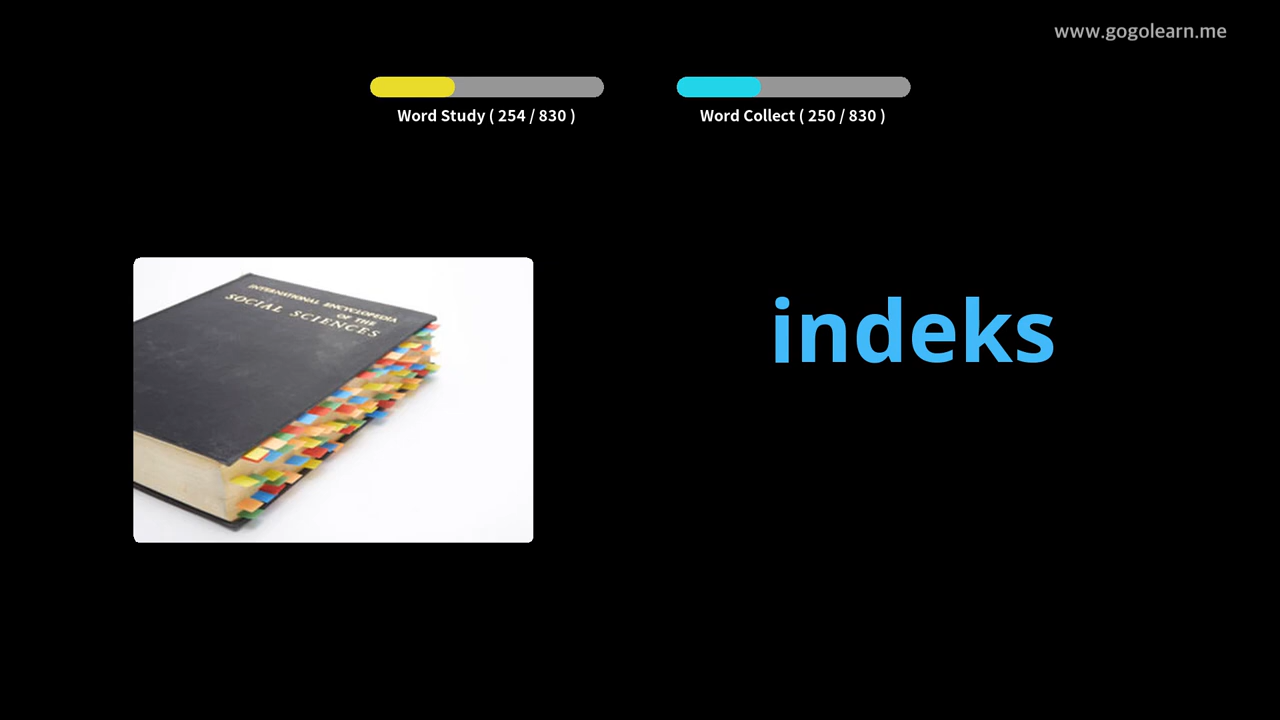 www.gogolearn.me
Word Study ( 254 / 830 )
Word Collect ( 250 / 830 )
INTERNATIONAL ENCYCLOPEDIA
OF THE
SOCIAL SCIENCES
indeks